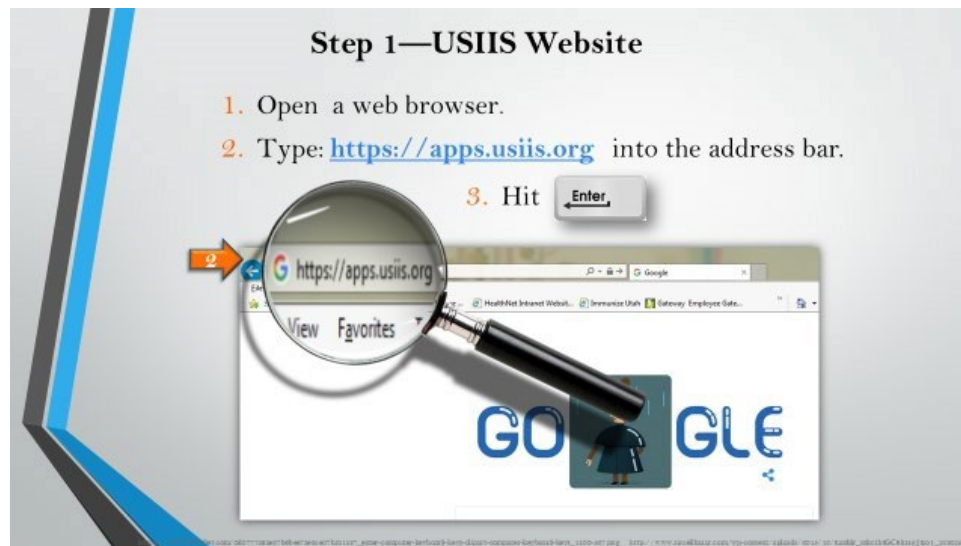 Step 1—USIIS Website
1. Open a web browser.
2. Type: https://apps.usiis.org into the address bar.
3. Hit Enter
2
https://apps.usiis.org
G Google
HealthNet Intranet Websit... Immunize Utah Gateway Employee Gate...
View Favorites
GO GLE